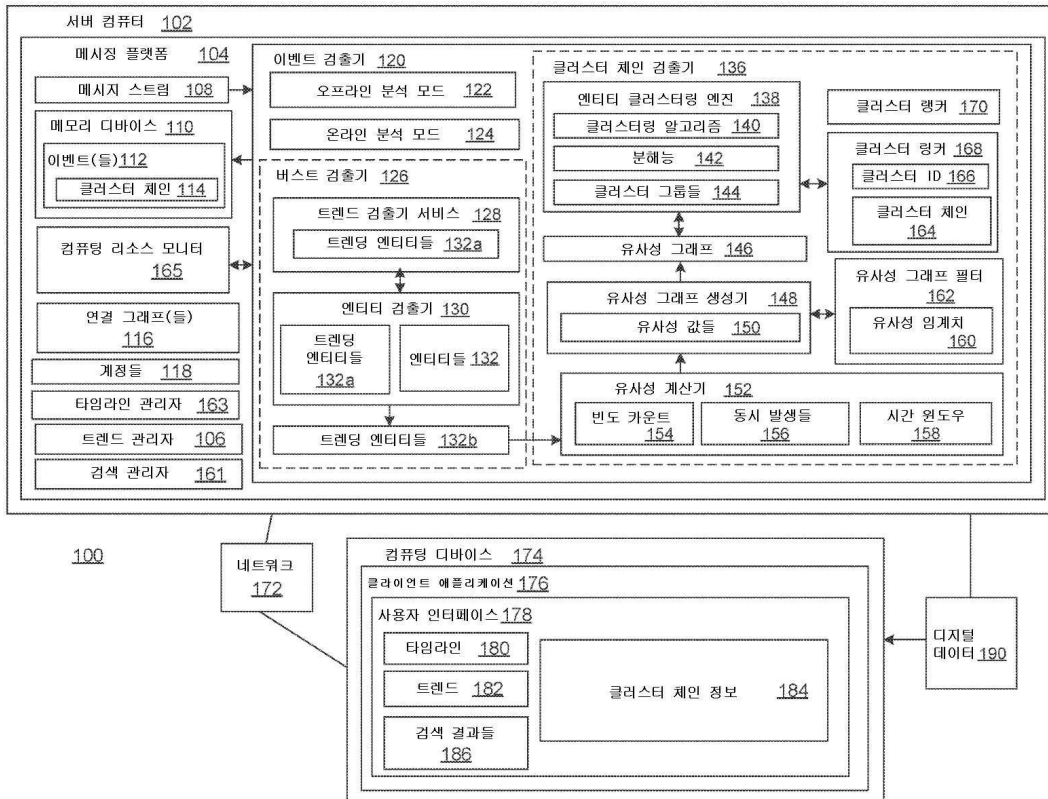 서버 컴퓨터 102
메시징 플랫폼 104
메시지 스트림 108
메모리 디바이스 110
이벤트(들)112
클러스터 체인 114
컴퓨팅 리소스 모니터
165
연결 그래프(들)
116
계정들 118
타임라인 관리자 163
트렌드 관리자 106
검색 관리자 161
이벤트 검출기 120
오프라인 분석 모드 122
온라인 분석 모드 124
버스트 검출기 126
트렌드 검출기 서비스 128
트렌딩 엔티티들 132a
엔티티 검출기 130
트렌딩
엔티티들
132a
엔티티들 132
트렌딩 엔티티들 132b
클러스터 체인 검출기 136
엔티티 클러스터링 엔진 138
클러스터링 알고리즘 140
분해능 142
클러스터 그룹들 144
유사성 그래프 146
유사성 그래프 생성기 148
유사성 값들 150
유사성 계산기 152
빈도 카운트
154
동시 발생들
156
시간 윈도우
158
클러스터 랭커 170
클러스터 링커 168
클러스터 ID 166
클러스터 체인
164
유사성 그래프 필터
162
유사성 임계치
160
100
네트워크
172
컴퓨팅 디바이스 174
클라이언트 애플리케이션 176
사용자 인터페이스 178
타임라인 180
트렌드 182
검색 결과들
186
클러스터 체인 정보 184
디지털
데이터 190